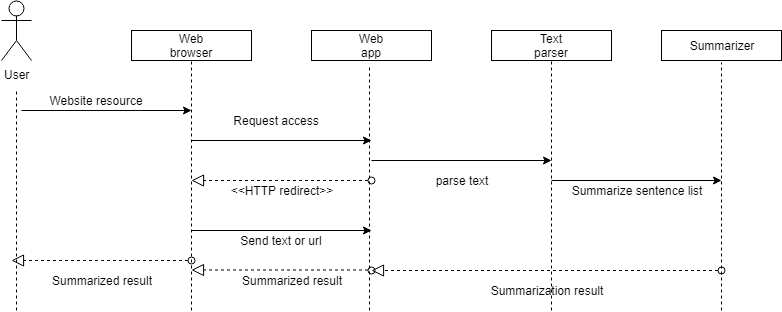 Web
browser
Web
app
Text
parser
Summarizer
User
Website resource
Request access
parse text
<<HTTP redirect>>
Summarize sentence list
Send text or url
Summarized result
Summarized result
Summarization result